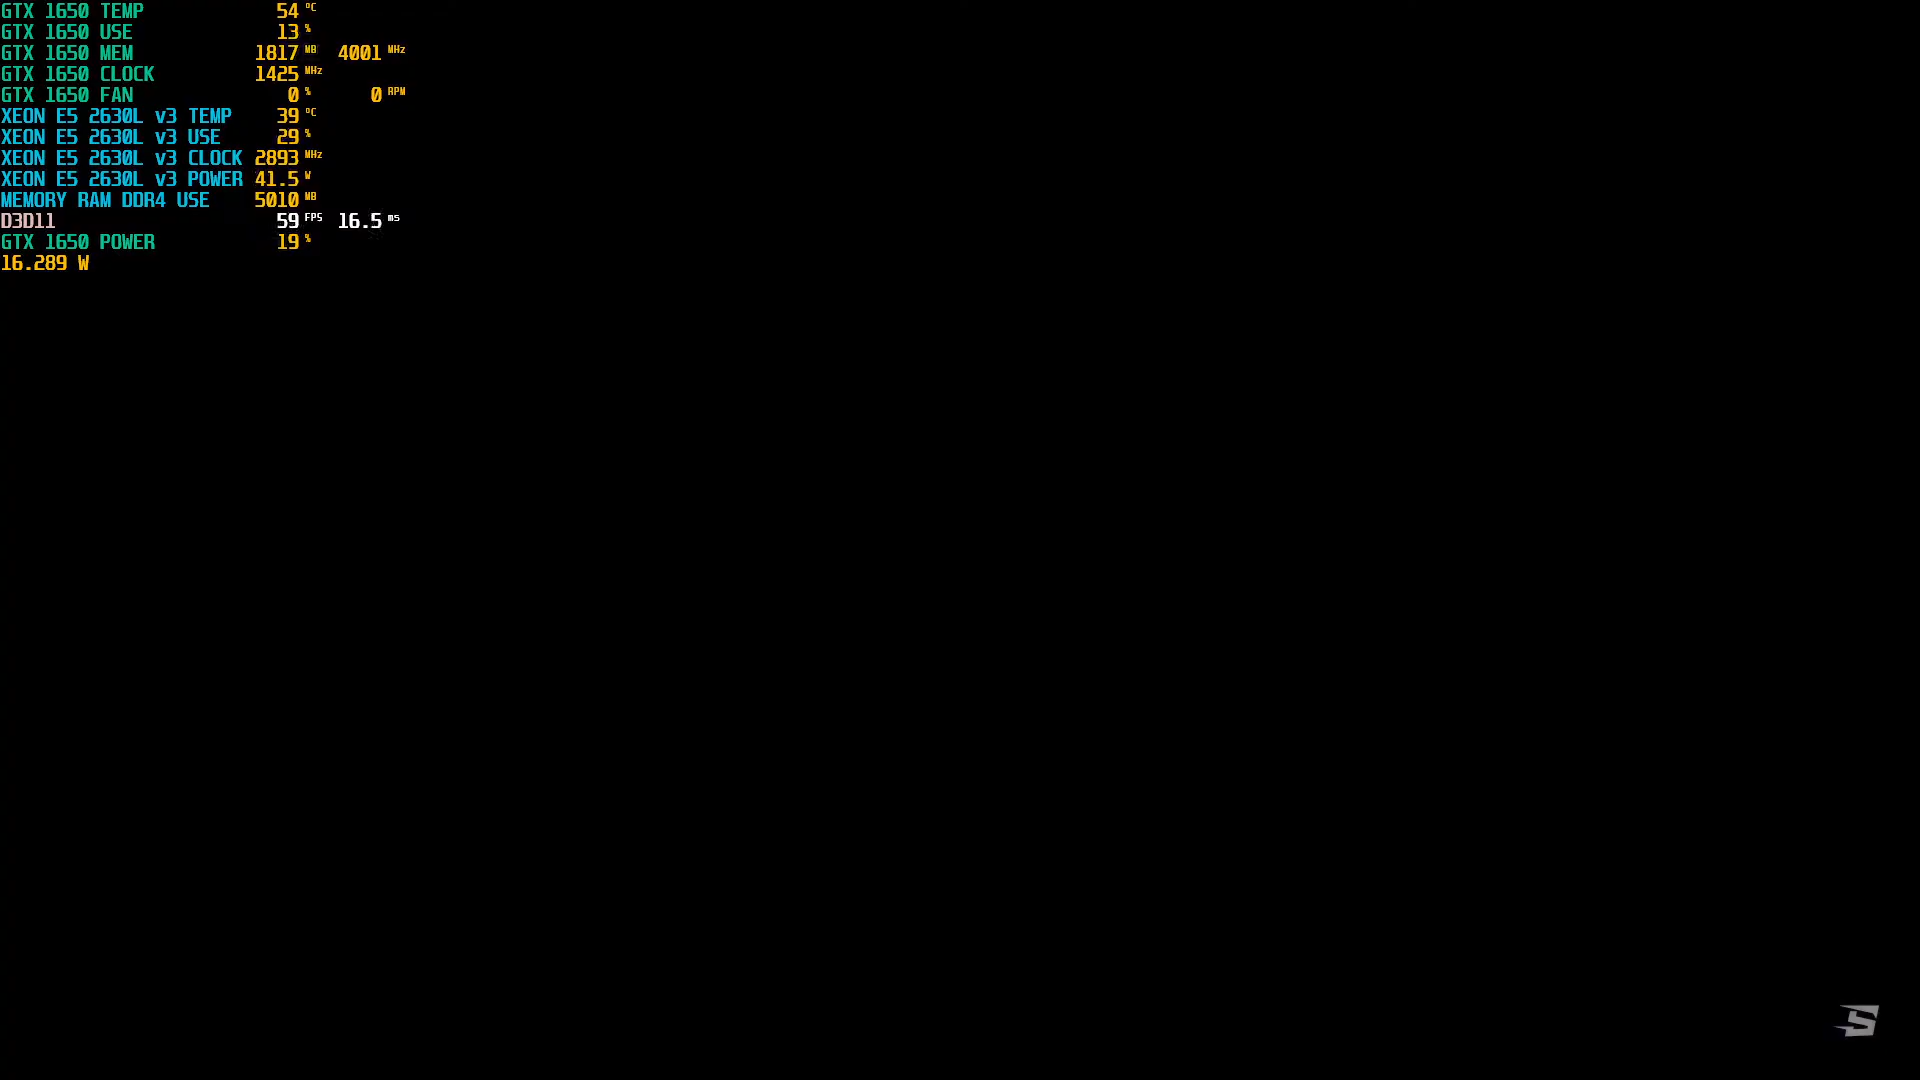 GTX 1650 TEMP 54 °C
GTX 1650 USE 13 %
GTX 1650 MEM 1817 MB 4001 MHz
GTX 1650 CLOCK 1425 MHz
GTX 1650 FAN 0 % 0 RPM
XEON E5 2630L v3 TEMP 39 °C
XEON E5 2630L v3 USE 29 %
XEON E5 2630L v3 CLOCK 2893 MHz
XEON E5 2630L v3 POWER 41.5 W
MEMORY RAM DDR4 USE 5010 MB
D3D11 59 FPS 16.5 ms
GTX 1650 POWER 19 %
16.289 W
S